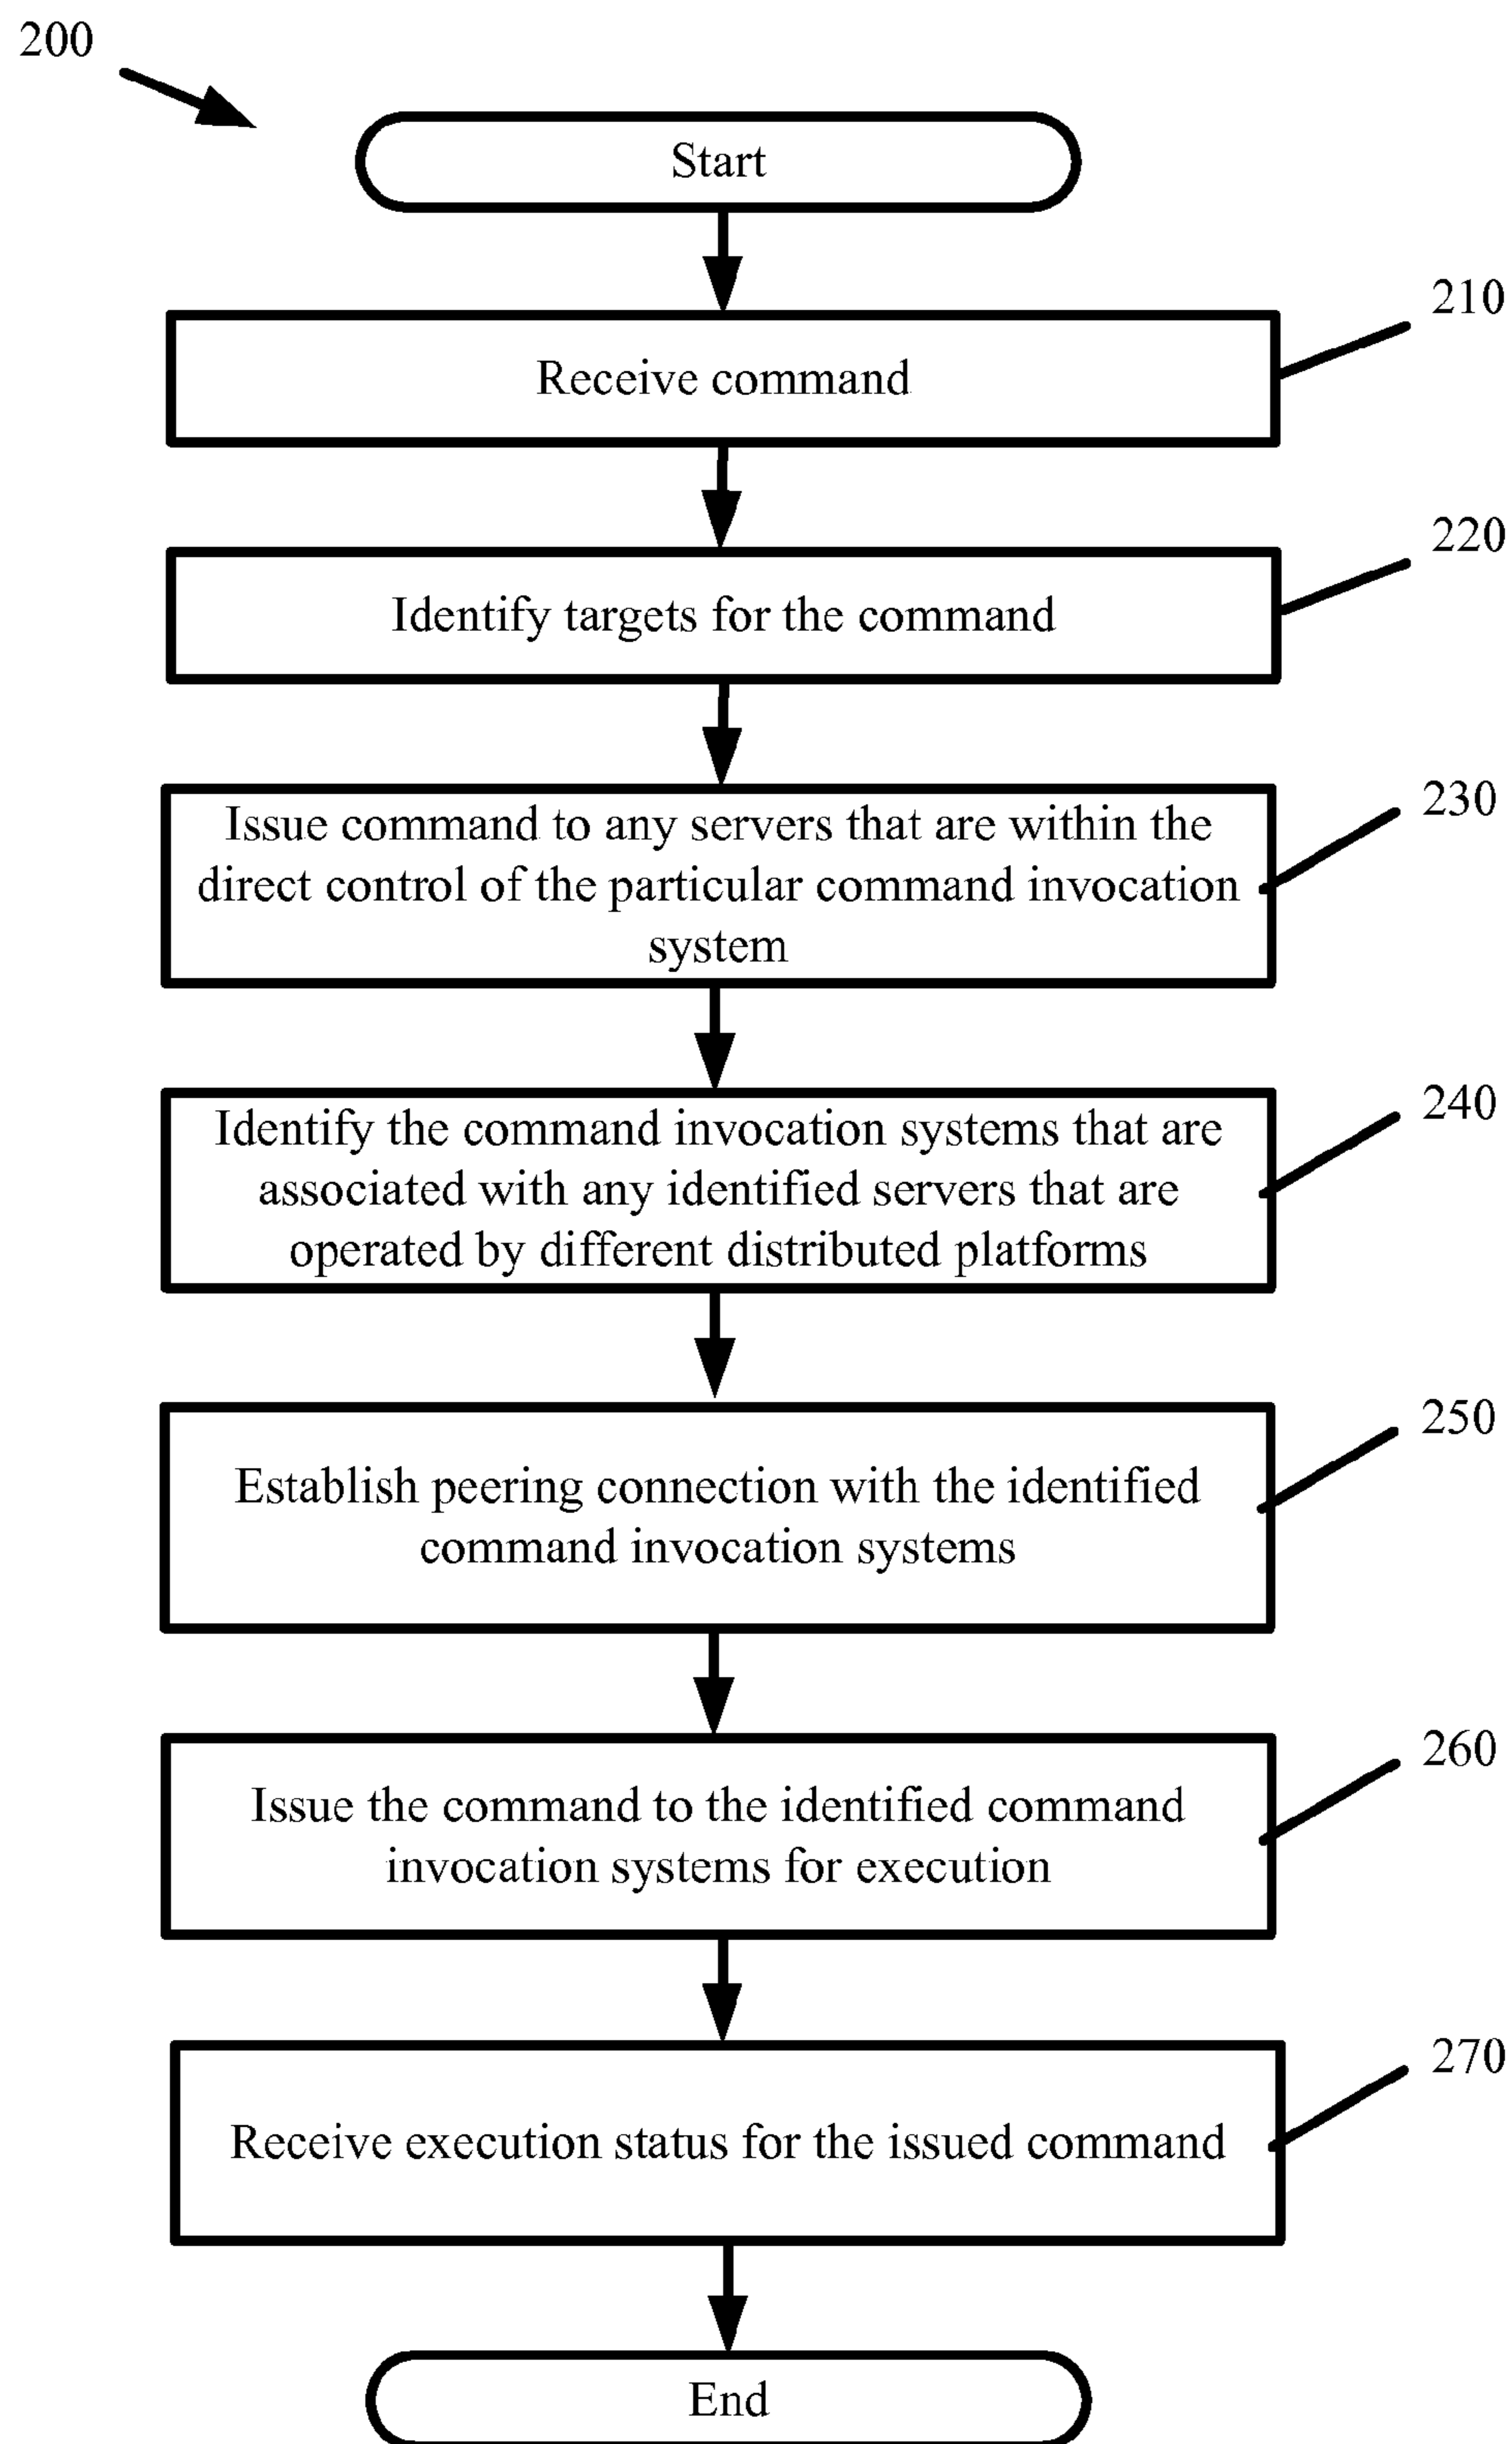 200
Start
210
Receive command
220
Identify targets for the command
230
Issue command to any servers that are within the
direct control of the particular command invocation
system
240
Identify the command invocation systems that are
associated with any identified servers that are
operated by different distributed platforms
250
Establish peering connection with the identified
command invocation systems
260
Issue the command to the identified command
invocation systems for execution
270
Receive execution status for the issued command
End